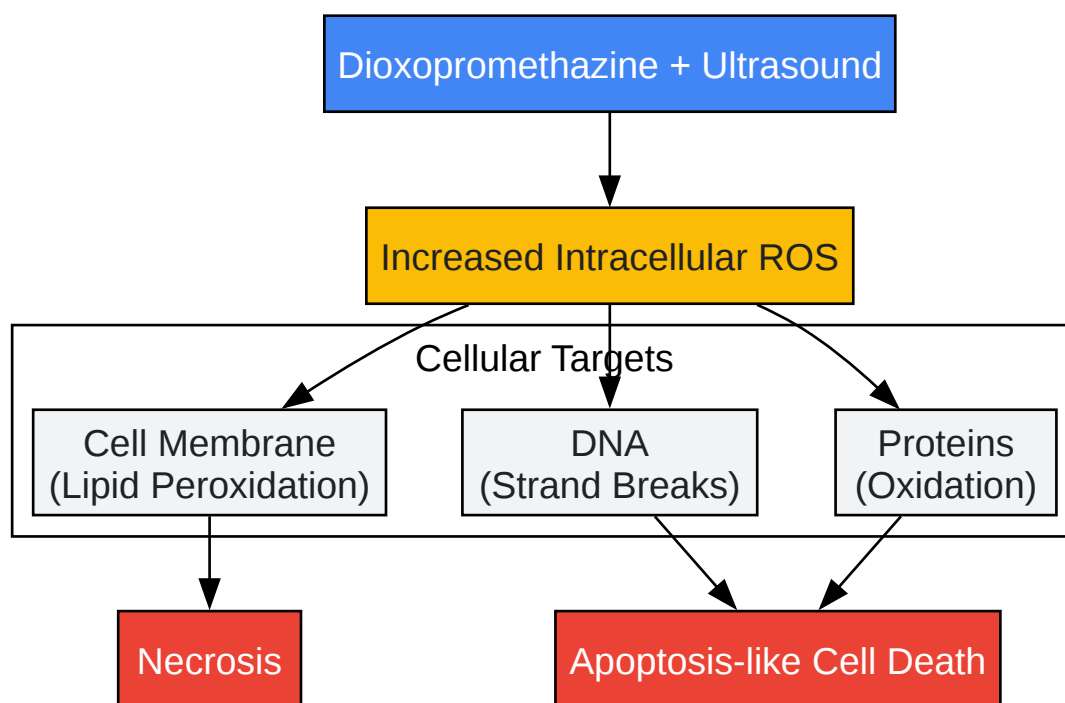 Dioxopromethazine + Ultrasound
Increased Intracellular ROS
Cellular Targets
Cell Membrane
(Lipid Peroxidation)
DNA
(Strand Breaks)
Proteins
(Oxidation)
Necrosis
Apoptosis-like Cell Death